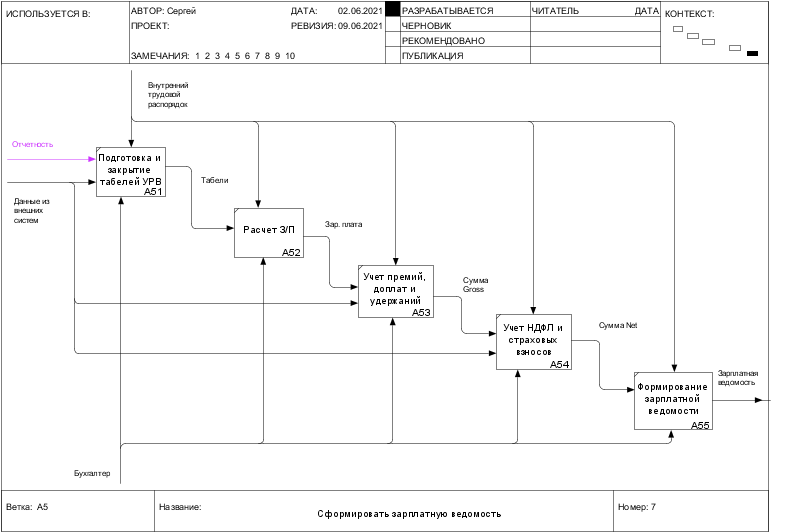 ИСПОЛЬЗУЕТСЯ В:
АВТОР: Сергей
ДАТА: 02.06.2021
РАЗРАБАТЫВАЕТСЯ
ЧИТАТЕЛЬ
ДАТА
КОНТЕКСТ:
ПРОЕКТ:
РЕВИЗИЯ: 09.06.2021
ЧЕРНОВИК
РЕКОМЕНДОВАНО
ЗАМЕЧАНИЯ: 1 2 3 4 5 6 7 8 9 10
ПУБЛИКАЦИЯ
Внутренний
трудовой
распорядок
Отчетность
Подготовка и
закрытие
табелей УРВ
A51
Данные из
внешних
систем
Табели
Расчет З/П
A52
Зар. плата
Учет премий,
доплат и
удержаний
A53
Сумма
Gross
Учет НДФЛ и
страховых
взносов
A54
Сумма Net
Формирование
зарплатной
ведомости
A55
Зарплатная
ведомость
Бухгалтер
Ветка: A5
Название:
Сформировать зарплатную ведомость
Номер: 7